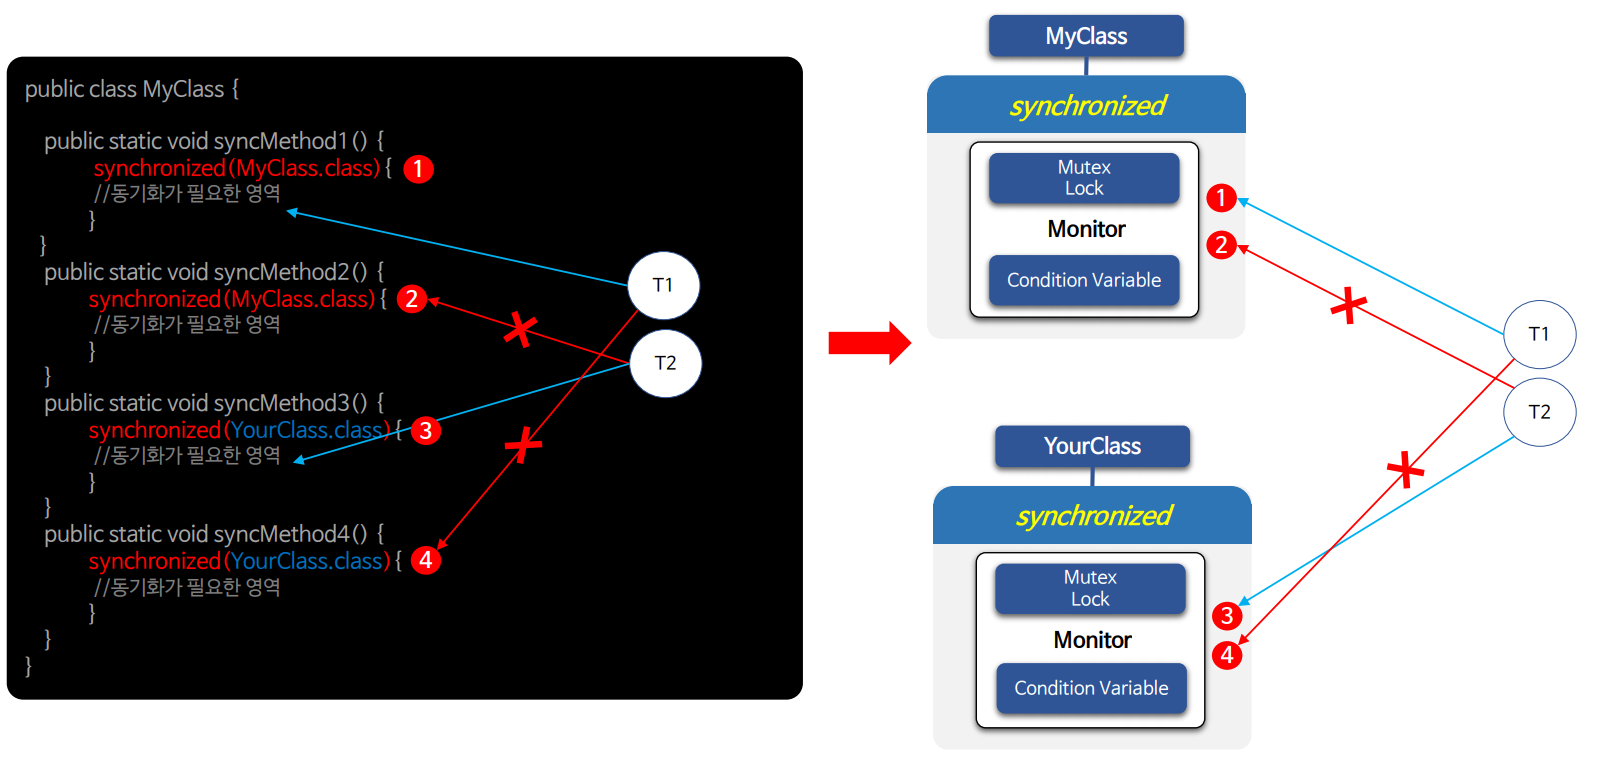 public class MyClass {
public static void syncMethod1() {
synchronized(MyClass.class) { 1
//동기화가 필요한 영역
}
}
public static void syncMethod2() {
synchronized(MyClass.class) { 2
//동기화가 필요한 영역
}
}
public static void syncMethod3() {
synchronized(YourClass.class) { 3
//동기화가 필요한 영역
}
}
public static void syncMethod4() {
synchronized(YourClass.class) { 4
//동기화가 필요한 영역
}
}
}
T1
T2
MyClass
synchronized
Mutex
Lock
Monitor
Condition Variable
1
2
YourClass
synchronized
Mutex
Lock
Monitor
Condition Variable
3
4
T1
T2